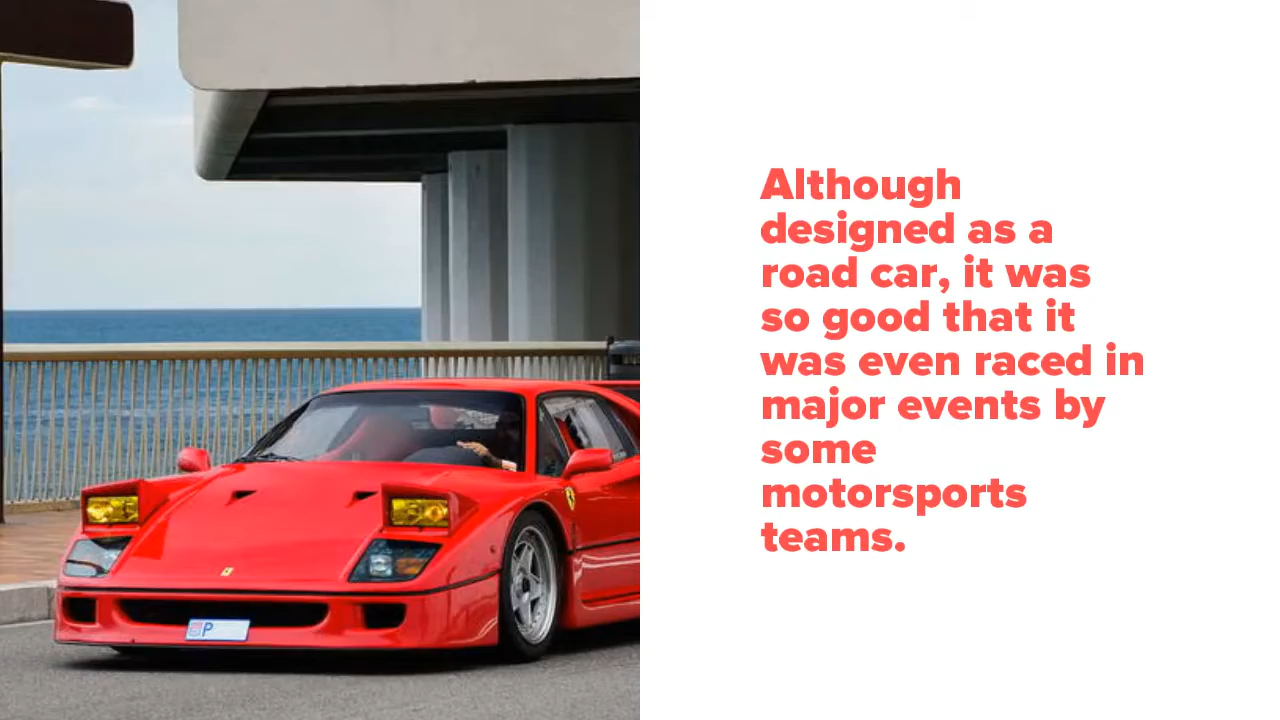 Although
designed as a
road car, it was
so good that it
was even raced in
major events by
some
motorsports
teams.
P